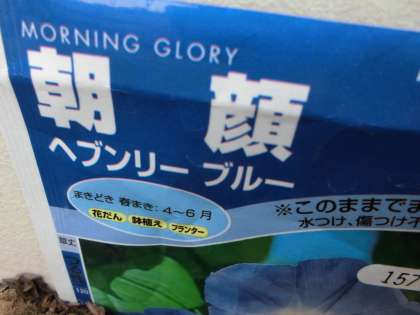 MORNING GLORY
朝顔
ヘブンリー ブルー
まきどき 春まき：4～6月
花だん 鉢植え プランター
※このままでま
水つけ、傷つけ不
157
120